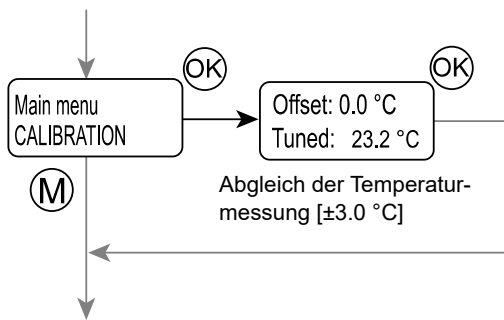 OK
OK
Main menu
CALIBRATION
Offset: 0.0 °C
Tuned: 23.2 °C
M
Abgleich der Temperatur-
messung [±3.0 °C]